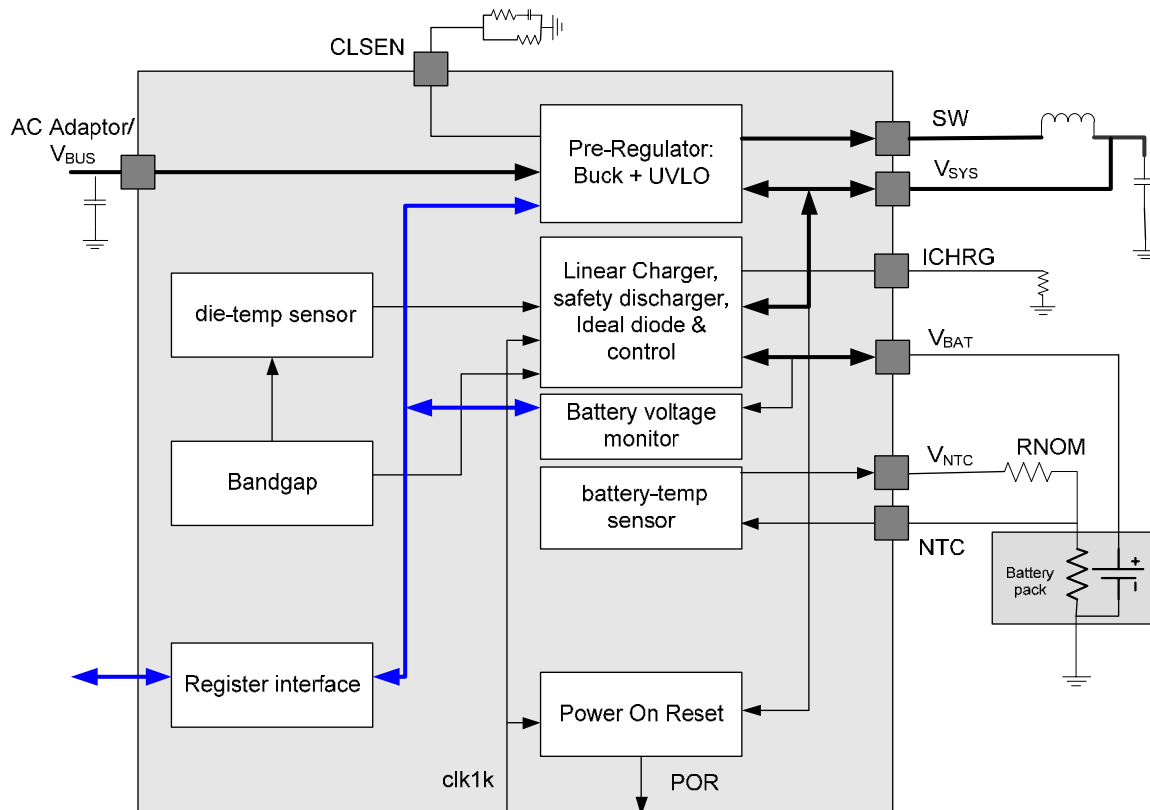 CLSEN
AC Adaptor/
VBUS
Pre-Regulator:
Buck + UVLO
SW
VSYS
Linear Charger,
safety discharger,
Ideal diode &
control
ICHRG
die-temp sensor
VBAT
Battery voltage
monitor
Bandgap
battery-temp
sensor
VNTC
RNOM
NTC
Battery
pack
+
Register interface
Power On Reset
clk1k
POR